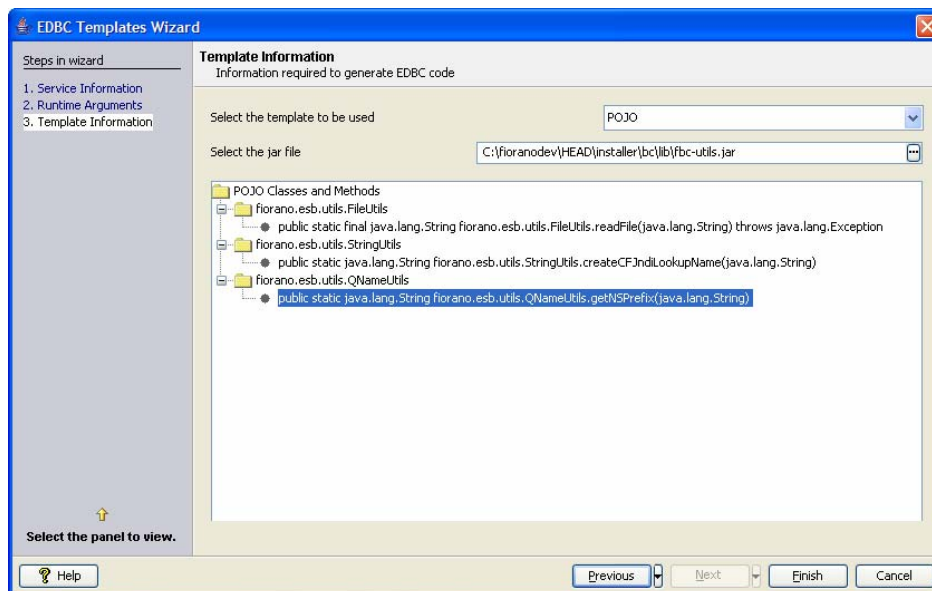 EDBC Templates Wizard
Steps in wizard
1. Service Information
2. Runtime Arguments
3. Template Information
Select the panel to view.
Template Information
Information required to generate EDBC code
Select the template to be used
POJO
Select the jar file
C:\fioranodev\HEAD\installer\bc\lib\fbc-utils.jar
...
POJO Classes and Methods
fiorano.esb.utils.FileUtils
public static final java.lang.String fiorano.esb.utils.FileUtils.readFile(java.lang.String) throws java.lang.Exception
fiorano.esb.utils.StringUtils
public static java.lang.String fiorano.esb.utils.StringUtils.createCFJndiLookupName(java.lang.String)
fiorano.esb.utils.QNameUtils
public static java.lang.String fiorano.esb.utils.QNameUtils.getNSPrefix(java.lang.String)
Help
Previous
Next
Finish
Cancel